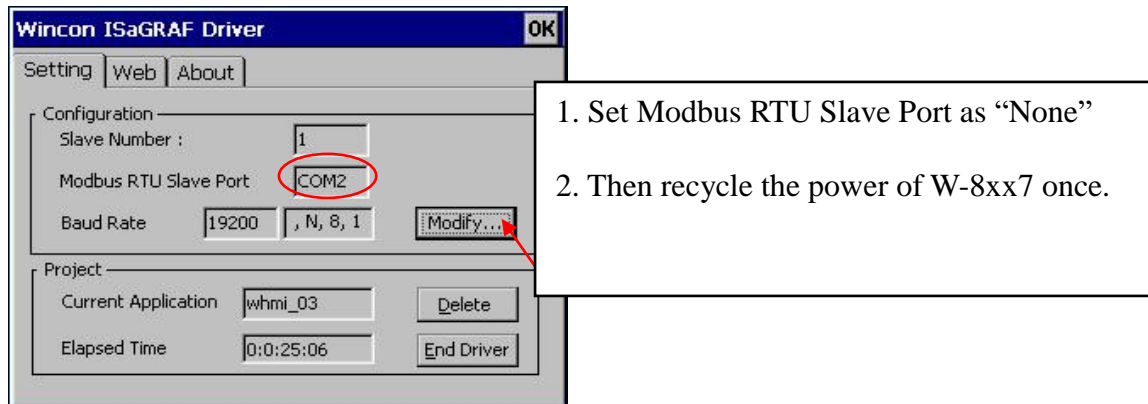 Wincon ISaGRAF Driver OK
Setting Web About
Configuration
Slave Number : 1
Modbus RTU Slave Port COM2
Baud Rate 19200 , N, 8, 1 Modify...
Project
Current Application whmi_03 Delete
Elapsed Time 0:0:25:06 End Driver
1. Set Modbus RTU Slave Port as “None”
2. Then recycle the power of W-8xx7 once.